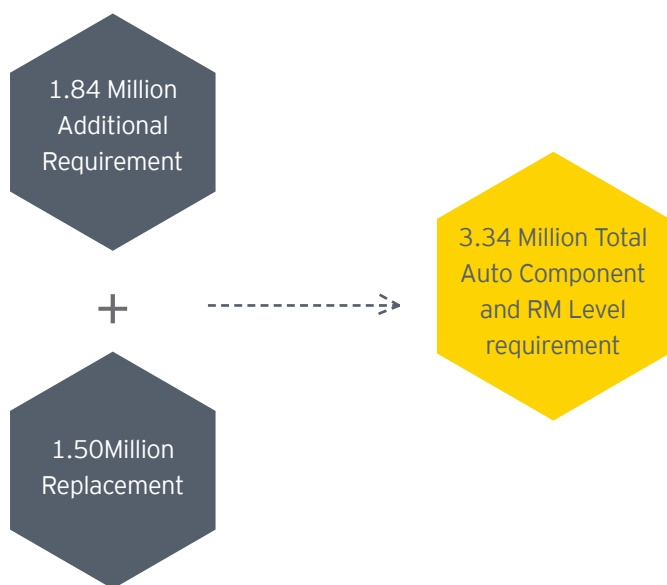 1.84 Million
Additional
Requirement
+
1.50Million
Replacement
3.34 Million Total
Auto Component
and RM Level
requirement